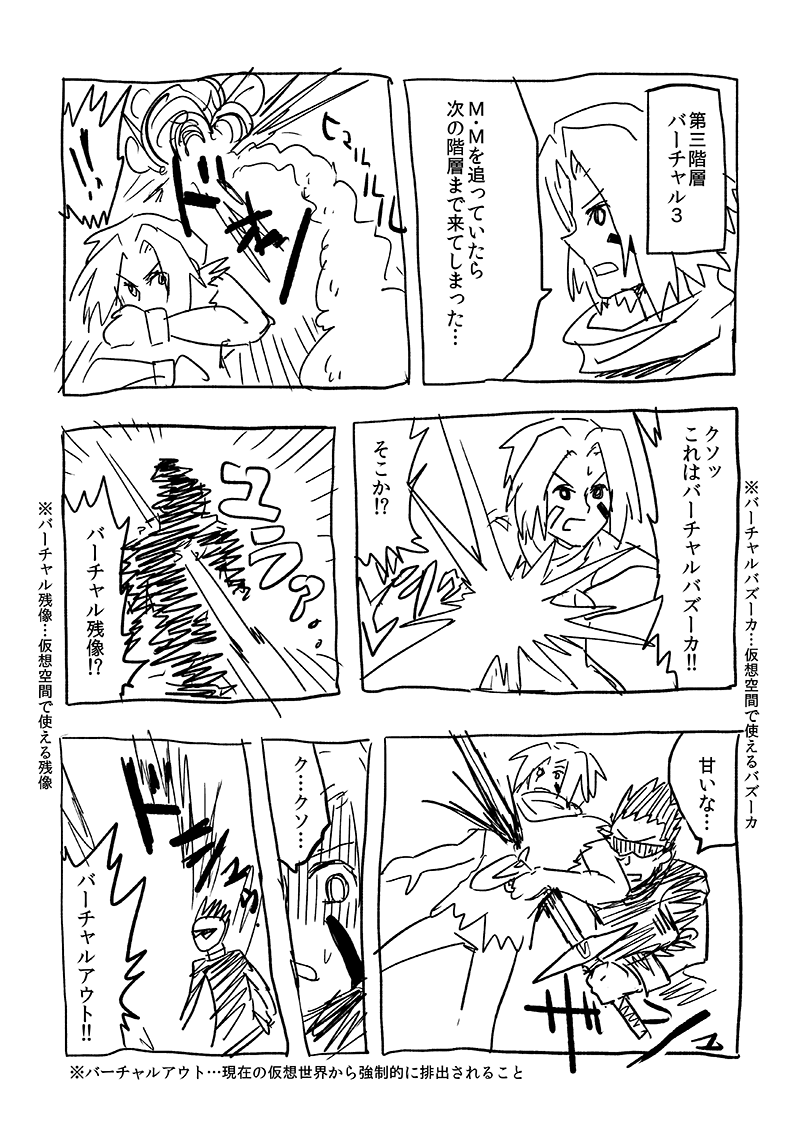 第三階層
バーチャル3
M・Mを追っていたら
次の階層まで来てしまった…
ヒュルルルル
ドギャッ
!!
クソッ
これはバーチャルバズーカ!!
そこか!?
※バーチャルバズーカ…仮想空間で使えるバズーカ
ユラァ…
バーチャル残像!?
※バーチャル残像…仮想空間で使える残像
甘いな…
ザンッ
ク…クソ…
バーチャルアウト!!
※バーチャルアウト…現在の仮想世界から強制的に排出されること